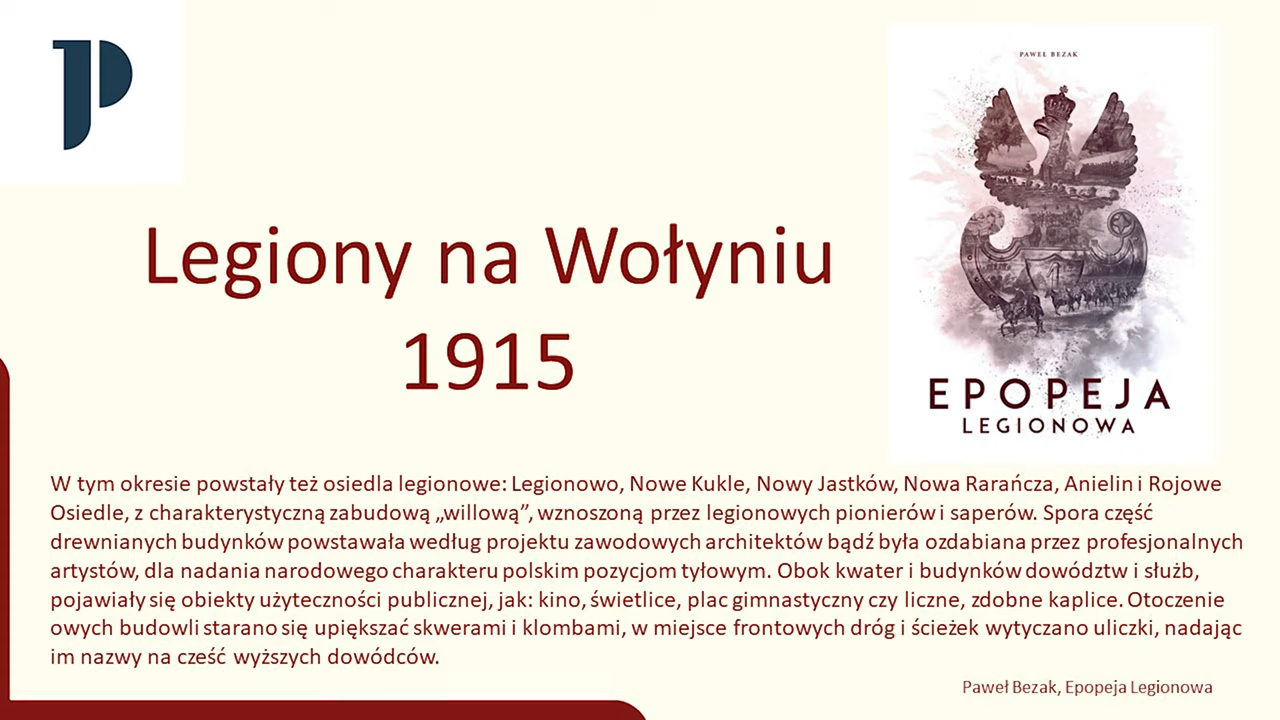 PAWEŁ BEZAK
Legiony na Wołyniu
1915
EPOPEJA
LEGIONOWA
W tym okresie powstały też osiedla legionowe: Legionowo, Nowe Kukle, Nowy Jastków, Nowa Rarańcza, Anielin i Rojowe
Osiedle, z charakterystyczną zabudową „willową”, wznoszoną przez legionowych pionierów i saperów. Spora część
drewnianych budynków powstawała według projektu zawodowych architektów bądź była ozdabiana przez profesjonalnych
artystów, dla nadania narodowego charakteru polskim pozycjom tyłowym. Obok kwater i budynków dowództw i służb,
pojawiały się obiekty użyteczności publicznej, jak: kino, świetlice, plac gimnastyczny czy liczne, zdobne kaplice. Otoczenie
owych budowli starano się upiększać skwerami i klombami, w miejsce frontowych dróg i ścieżek wytyczano uliczki, nadając
im nazwy na cześć wyższych dowódców.
Paweł Bezak, Epopeja Legionowa